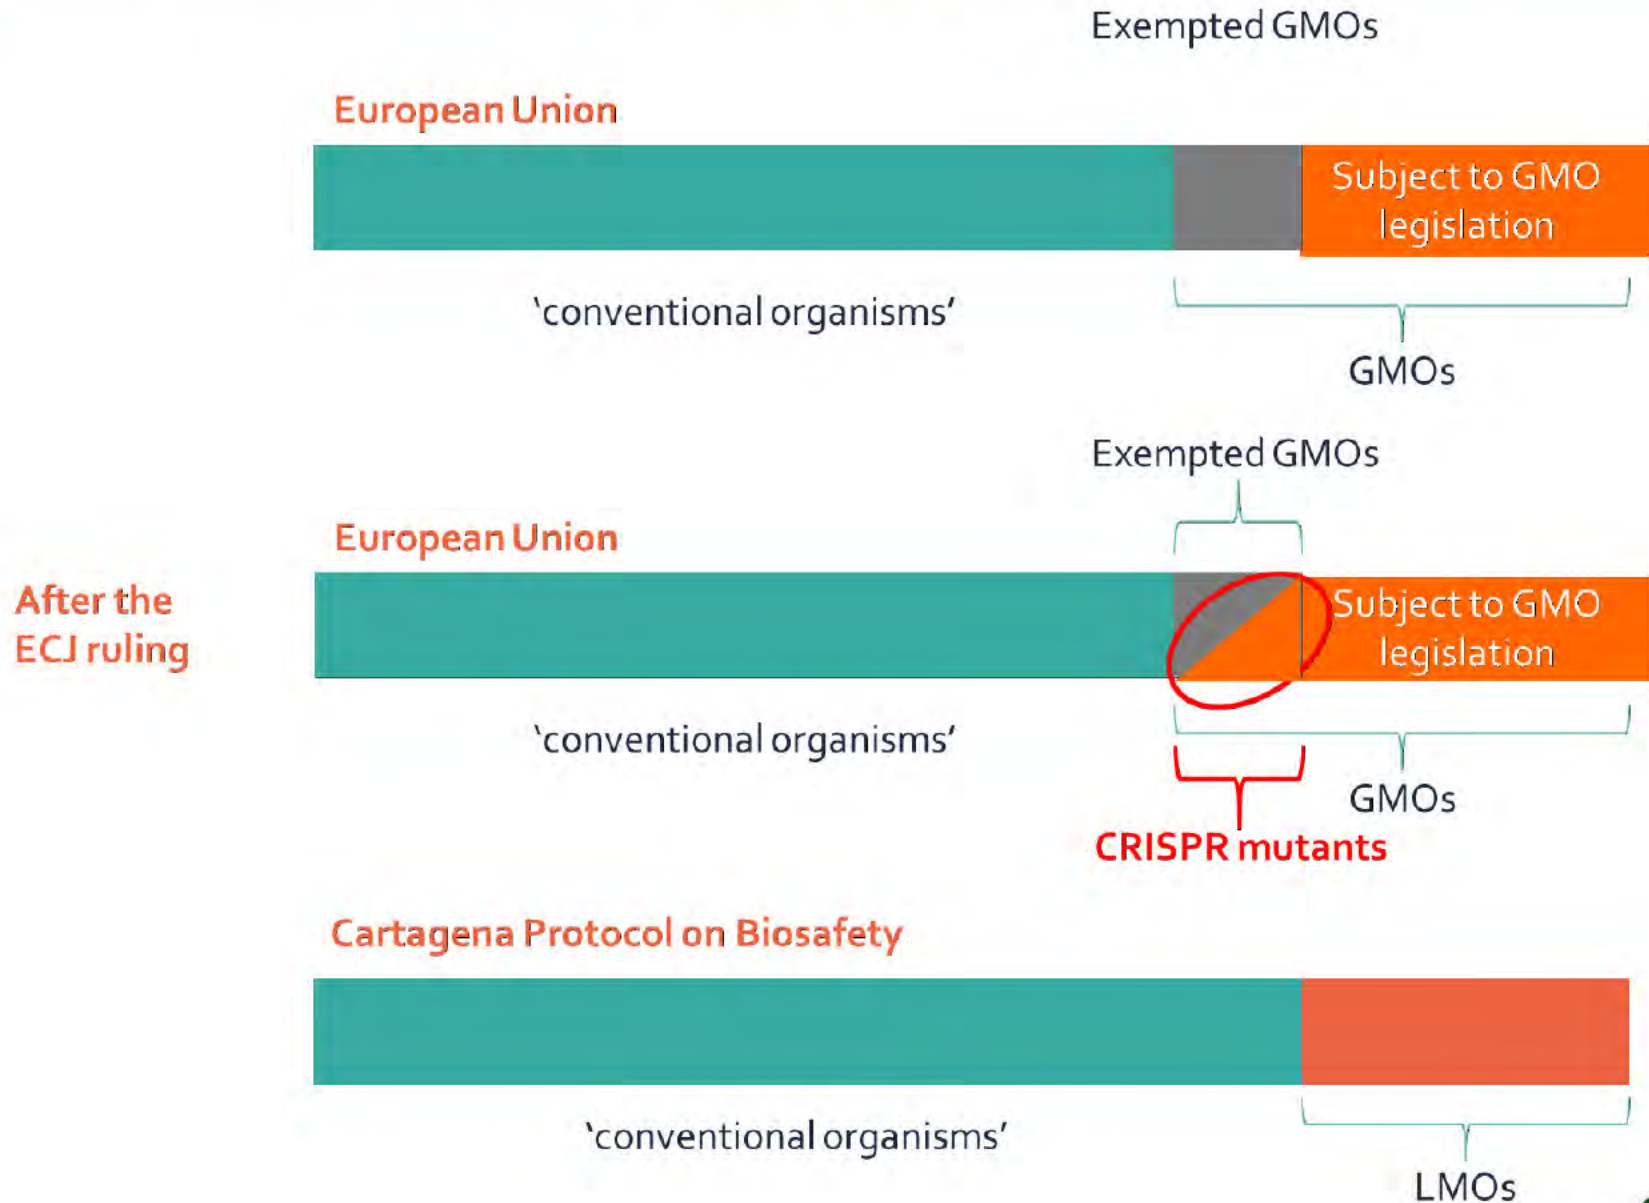 Exempted GMOs
European Union
Subject to GMO
legislation
'conventional organisms'
GMOs
Exempted GMOs
European Union
After the
ECJ ruling
Subject to GMO
legislation
'conventional organisms'
GMOs
CRISPR mutants
Cartagena Protocol on Biosafety
'conventional organisms'
LMOs